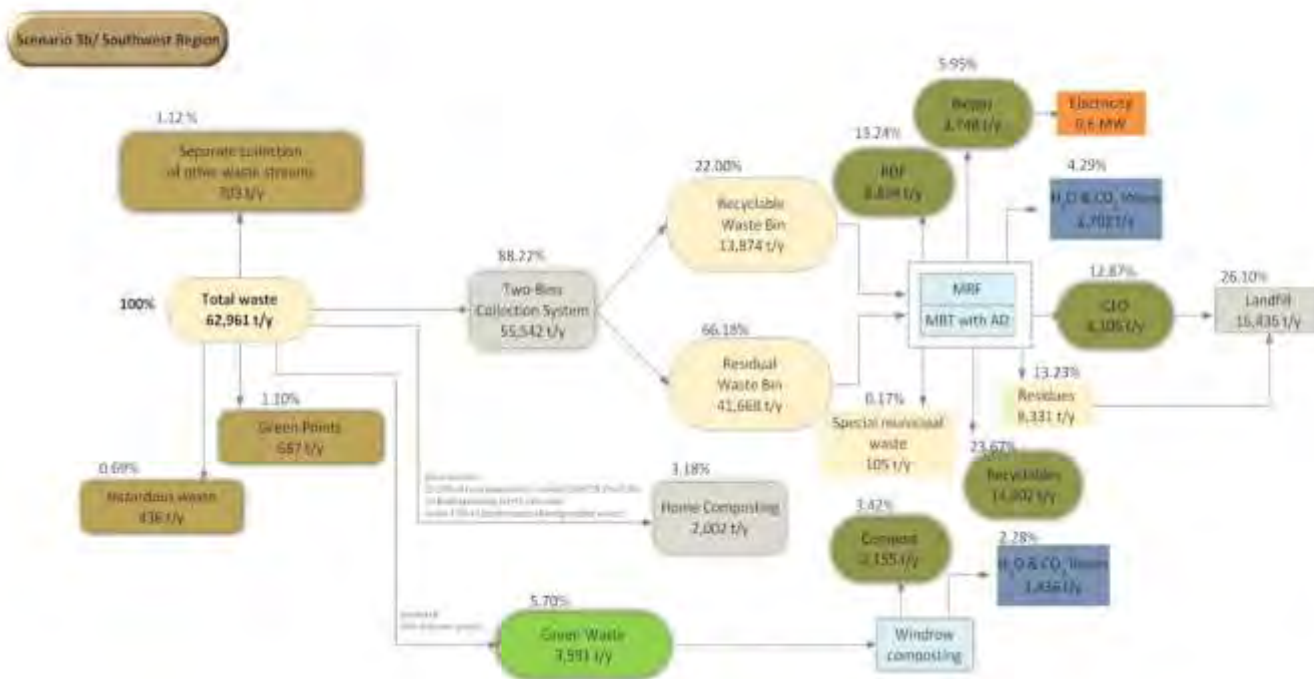 Scenario 3b/ Southwest Region
1.12 %
Separate collection
of other waste streams
703 t/y
100%
Total waste
62,961 t/y
1.10%
Green Points
687 t/y
0.69%
Hazardous waste
436 t/y
88.22%
Two-Bins
Collection System
55,542 t/y
22.00%
Recyclable
Waste Bin
13,874 t/y
66.18%
Residual
Waste Bin
41,668 t/y
3.18%
Home Composting
2,002 t/y
5.70%
Green Waste
3,591 t/y
5.95%
Biogas
3,748 t/y
Electricity
0.6 MW
13.24%
RDF
t/y
4.29%
H2O & CO2 losses
2,702 t/y
MRF
MBT with AD
12.87%
CLO
t/y
26.10%
Landfill
16,435 t/y
13.23%
Residues
8,331 t/y
0.17%
Special municipal
waste
105 t/y
23.67%
Recyclables
14,902 t/y
3.42%
Compost
2,155 t/y
2.28%
H2O & CO2 losses
1,436 t/y
Windrow
composting